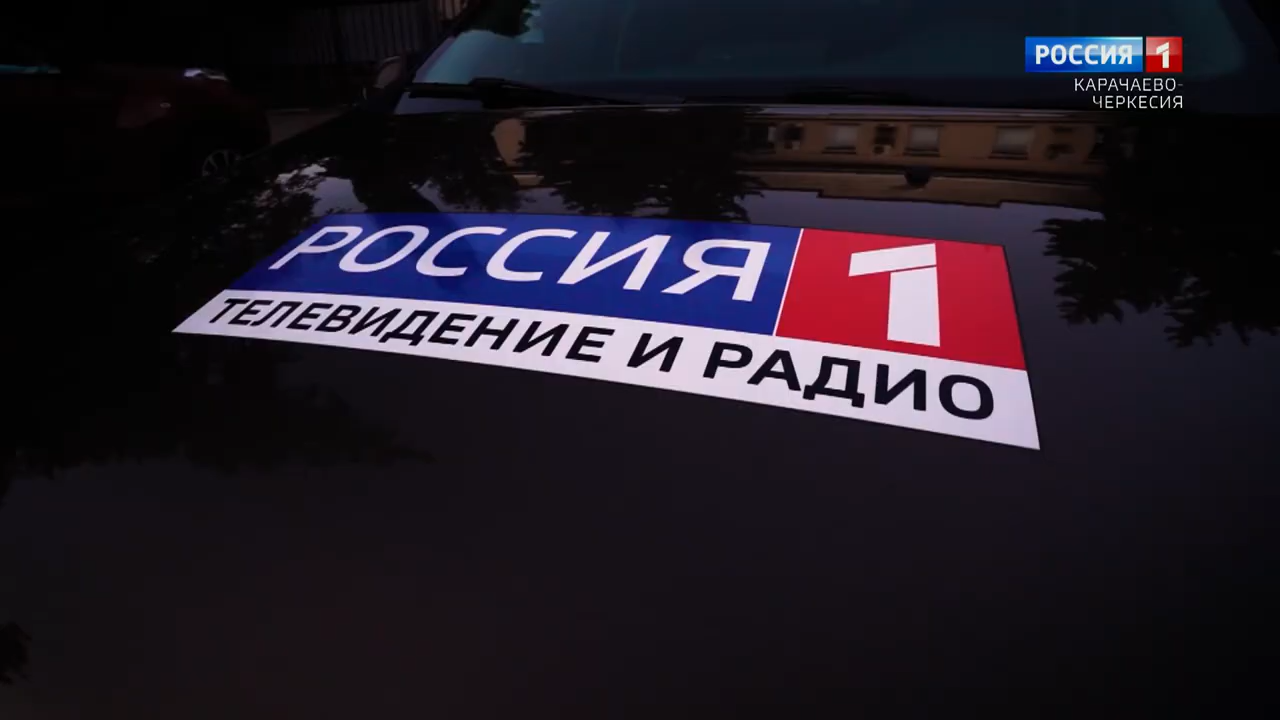 РОССИЯ 1
КАРАЧАЕВО-
ЧЕРКЕСИЯ
РОССИЯ 1
ТЕЛЕВИДЕНИЕ И РАДИО